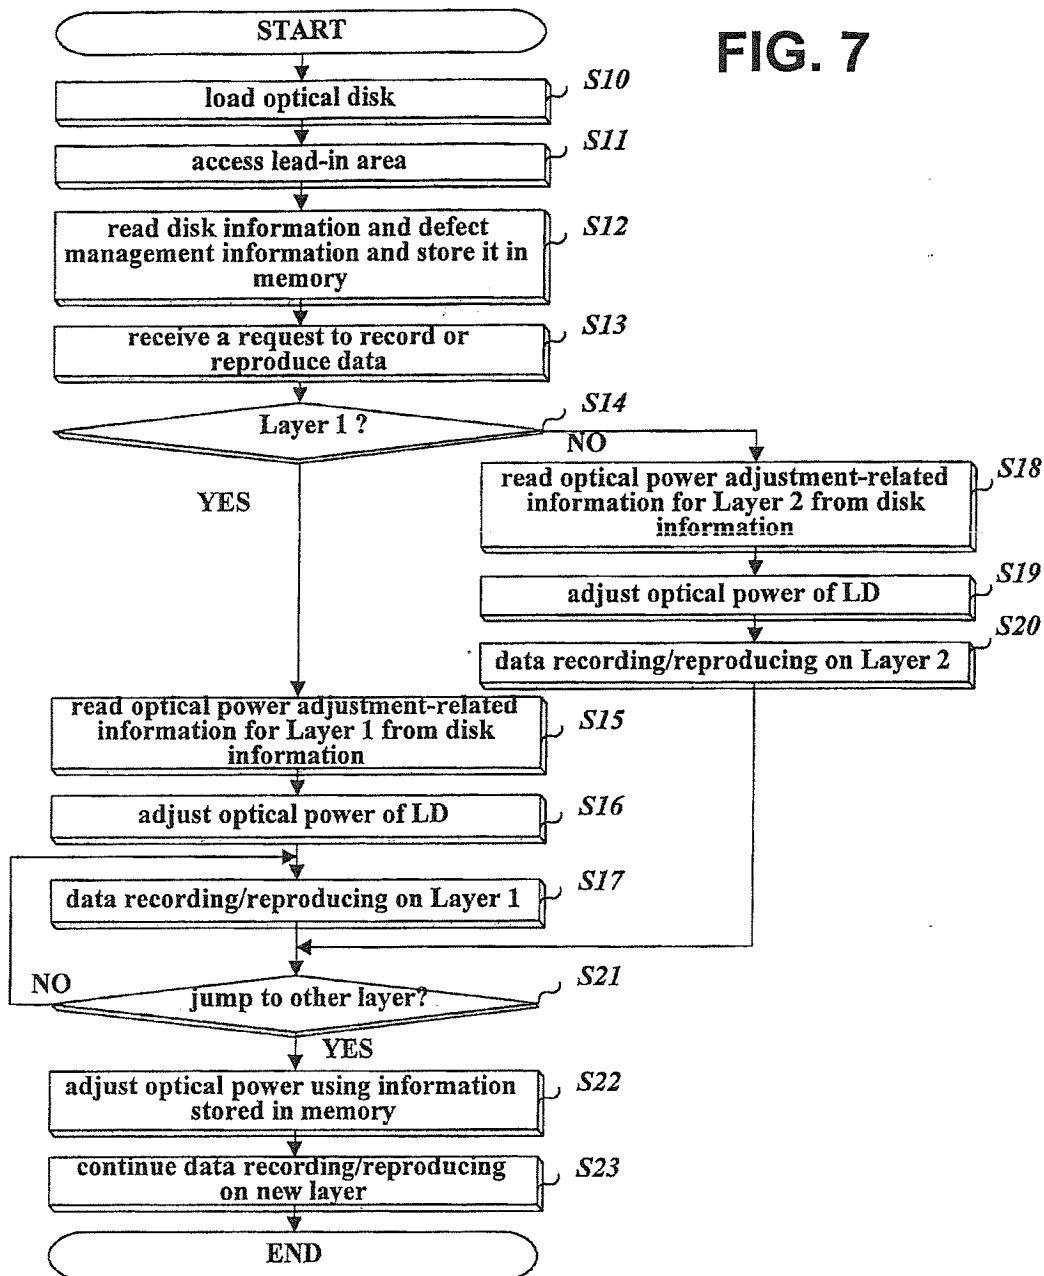 FIG. 7
START
load optical disk
S10
access lead-in area
S11
read disk information and defect
management information and store it in
memory
S12
receive a request to record or
reproduce data
S13
Layer 1 ?
S14
NO
YES
read optical power adjustment-related
information for Layer 2 from disk
information
S18
adjust optical power of LD
S19
data recording/reproducing on Layer 2
S20
read optical power adjustment-related
information for Layer 1 from disk
information
S15
adjust optical power of LD
S16
data recording/reproducing on Layer 1
S17
jump to other layer?
S21
NO
YES
adjust optical power using information
stored in memory
S22
continue data recording/reproducing
on new layer
S23
END